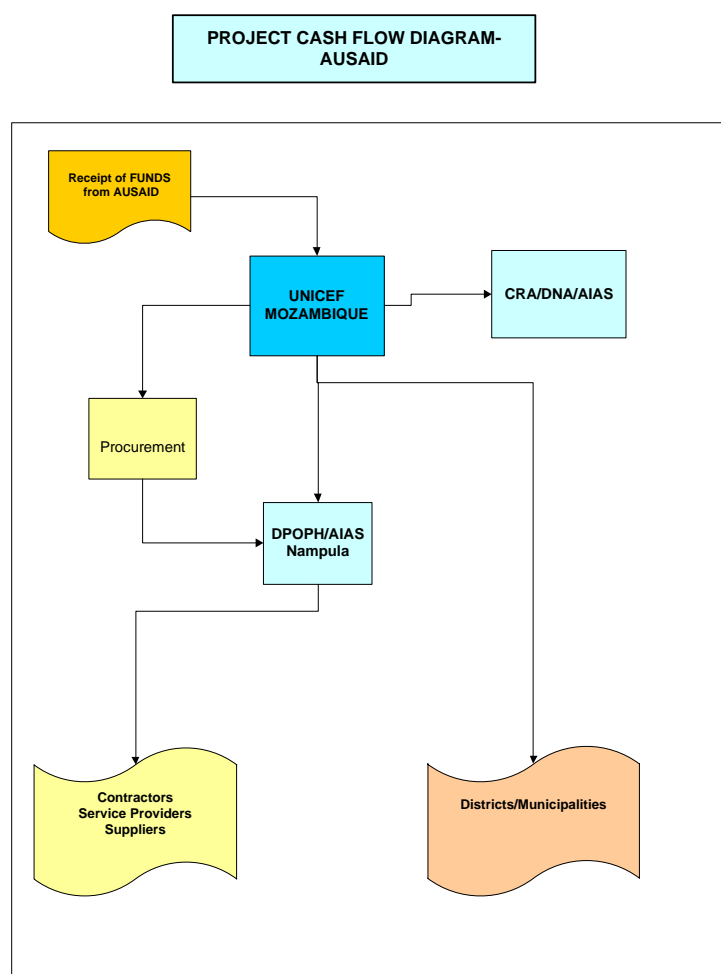 PROJECT CASH FLOW DIAGRAM-
AUSAID
Receipt of FUNDS
from AUSAID
UNICEF
MOZAMBIQUE
CRA/DNA/AIAS
Procurement
DPOPH/AIAS
Nampula
Contractors
Service Providers
Suppliers
Districts/Municipalities